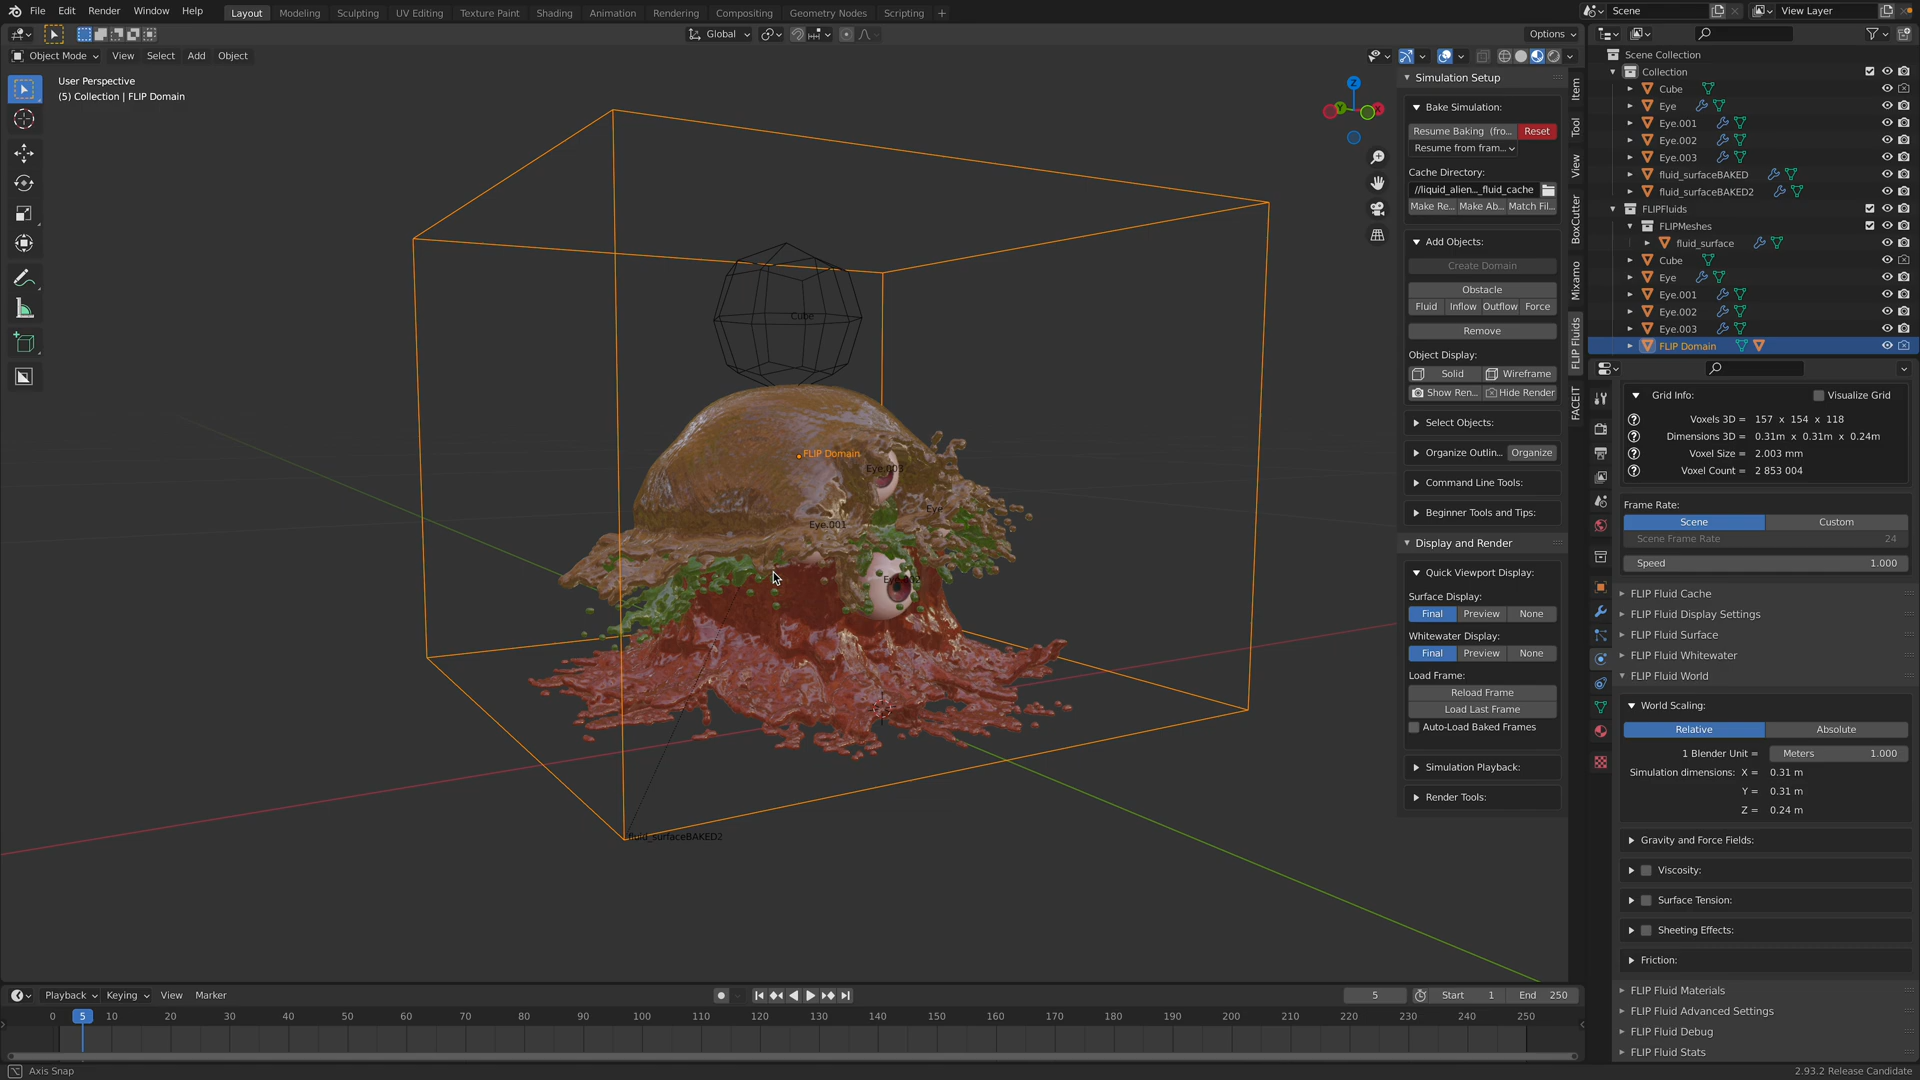 File Edit Render Window Help Layout Modeling Sculpting UV Editing Texture Paint Shading Animation Rendering Compositing Geometry Nodes Scripting + Scene View Layer
Global Options
Object Mode View Select Add Object
User Perspective
(5) Collection | FLIP Domain
Z
Y
X
Cube
FLIP Domain
Eye.003
Eye
Eye.001
Eye.002
fluid_surfaceBAKED2
Simulation Setup
Bake Simulation:
Resume Baking (fro... Reset
Resume from fram...
Cache Directory:
//liquid_alien..._fluid_cache
Make Re... Make Ab... Match Fil...
Add Objects:
Create Domain
Obstacle
Fluid Inflow Outflow Force
Remove
Object Display:
Solid Wireframe
Show Ren... Hide Render
Select Objects:
Organize Outlin... Organize
Command Line Tools:
Beginner Tools and Tips:
Display and Render
Quick Viewport Display:
Surface Display:
Final Preview None
Whitewater Display:
Final Preview None
Load Frame:
Reload Frame
Load Last Frame
Auto-Load Baked Frames
Simulation Playback:
Render Tools:
Item
Tool
View
BoxCutter
Mixamo
FLIP Fluids
FACEIT
Scene Collection
Collection
Cube
Eye
Eye.001
Eye.002
Eye.003
fluid_surfaceBAKED
fluid_surfaceBAKED2
FLIPFluids
FLIPMeshes
fluid_surface
Cube
Eye
Eye.001
Eye.002
Eye.003
FLIP Domain
Grid Info: Visualize Grid
Voxels 3D = 157 x 154 x 118
Dimensions 3D = 0.31m x 0.31m x 0.24m
Voxel Size = 2.003 mm
Voxel Count = 2 853 004
Frame Rate:
Scene Custom
Scene Frame Rate 24
Speed 1.000
FLIP Fluid Cache
FLIP Fluid Display Settings
FLIP Fluid Surface
FLIP Fluid Whitewater
FLIP Fluid World
World Scaling:
Relative Absolute
1 Blender Unit = Meters 1.000
Simulation dimensions: X = 0.31 m
Y = 0.31 m
Z = 0.24 m
Gravity and Force Fields:
Viscosity:
Surface Tension:
Sheeting Effects:
Friction:
FLIP Fluid Materials
FLIP Fluid Advanced Settings
FLIP Fluid Debug
FLIP Fluid Stats
Playback Keying View Marker 5 Start 1 End 250
0 5 10 20 30 40 50 60 70 80 90 100 110 120 130 140 150 160 170 180 190 200 210 220 230 240 250
Axis Snap 2.93.2 Release Candidate